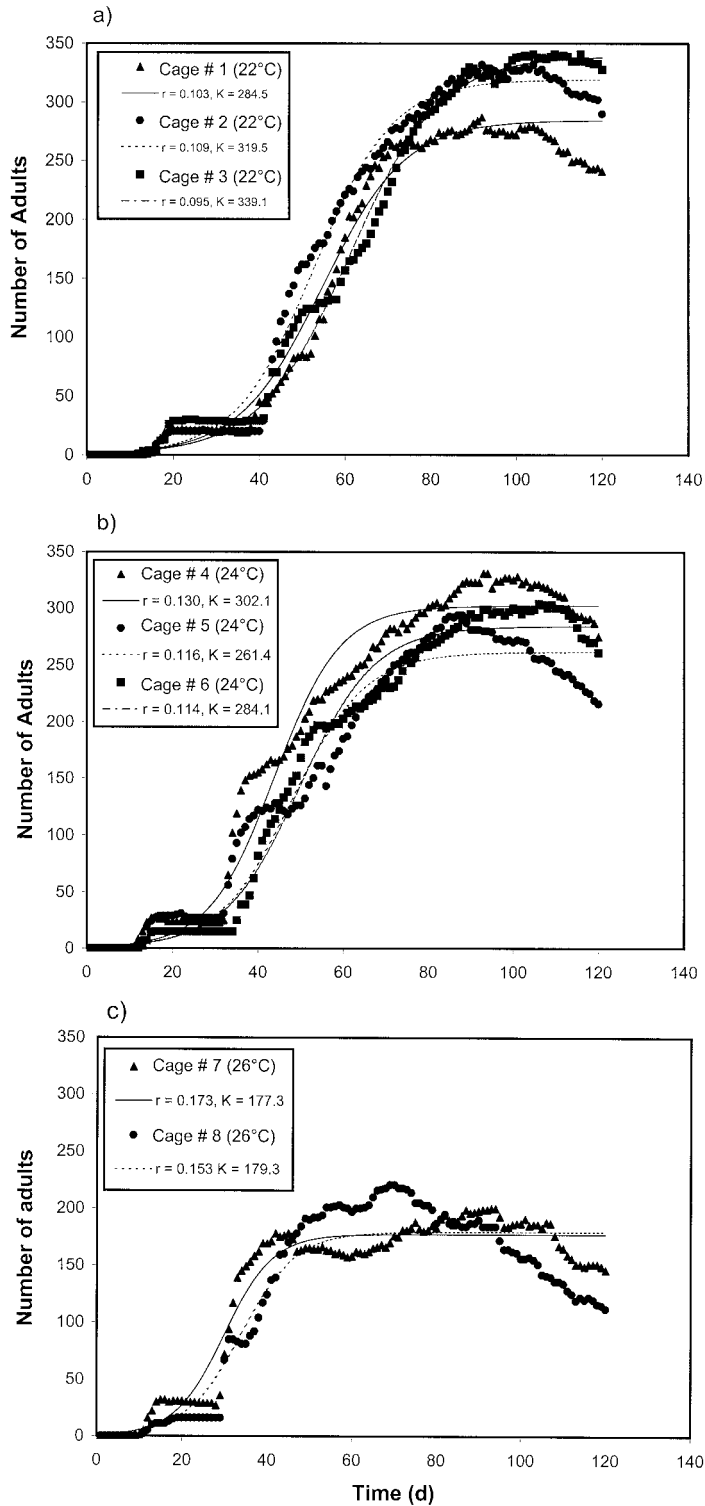 a)
350
300
250
200
150
100
50
0
Number of Adults
Cage # 1 (22°C)
r = 0.103, K = 284.5
Cage # 2 (22°C)
r = 0.109, K = 319.5
Cage # 3 (22°C)
r = 0.095, K = 339.1
0 20 40 60 80 100 120 140
b)
350
300
250
200
150
100
50
0
Number of Adults
Cage # 4 (24°C)
r = 0.130, K = 302.1
Cage # 5 (24°C)
r = 0.116, K = 261.4
Cage # 6 (24°C)
r = 0.114, K = 284.1
0 20 40 60 80 100 120 140
c)
350
300
250
200
150
100
50
0
Number of adults
Cage # 7 (26°C)
r = 0.173, K = 177.3
Cage # 8 (26°C)
r = 0.153 K = 179.3
0 20 40 60 80 100 120 140
Time (d)